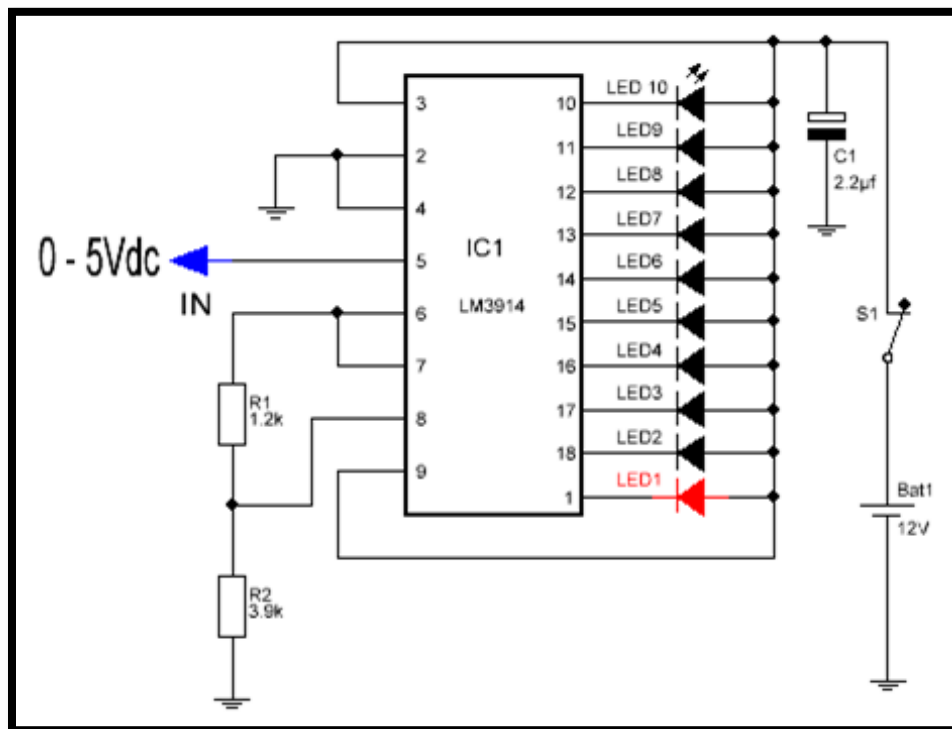 LED 10
3
10
LED9
2
11
C1
2.2µf
LED8
4
12
LED7
0 - 5Vdc
5
13
IN
IC1
LED6
14
LM3914
6
LED5
15
S1
7
LED4
16
R1
1.2k
8
LED3
17
9
LED2
18
LED1
1
Bat1
12V
R2
3.9k